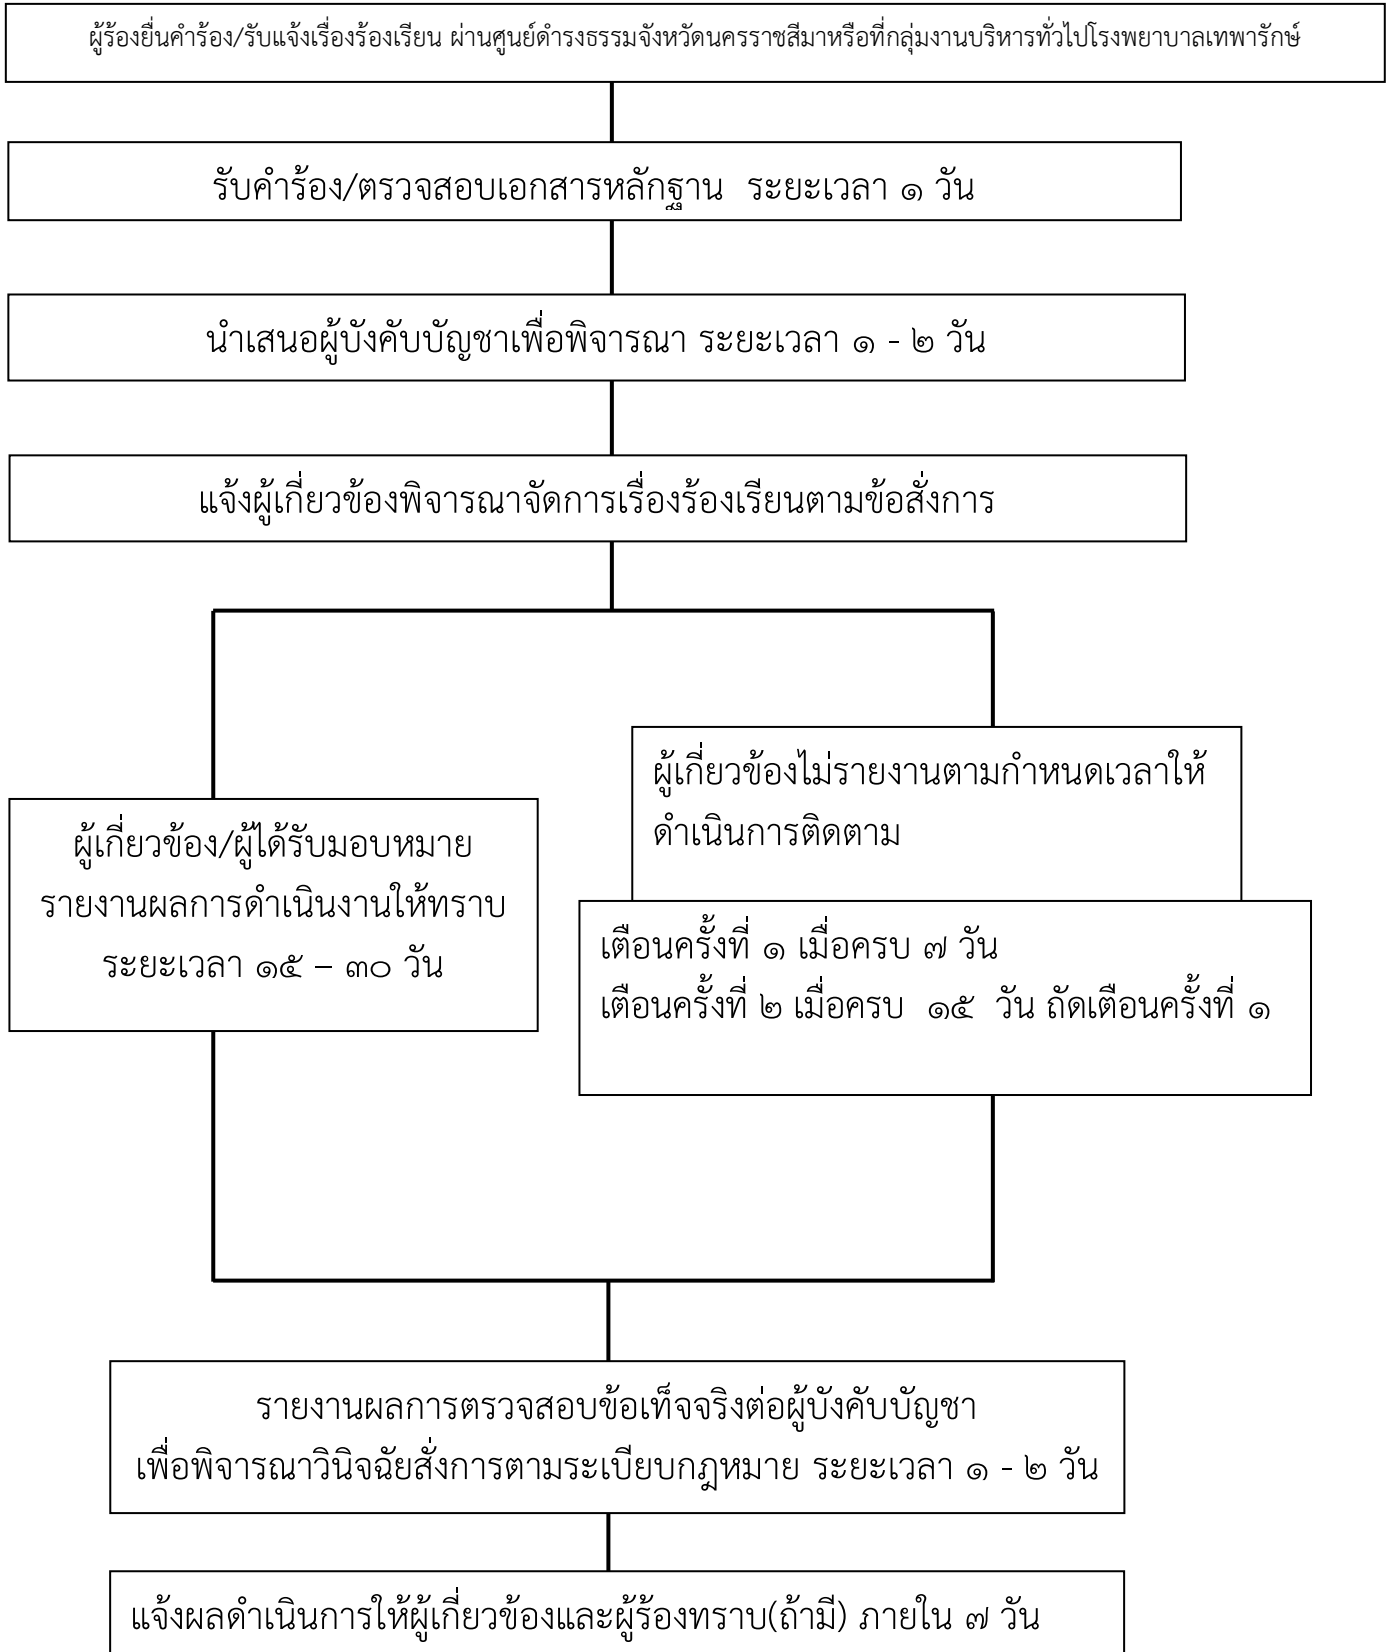 ผู้ร้องยื่นคำร้อง/รับแจ้งเรื่องร้องเรียน ผ่านศูนย์ดำรงธรรมจังหวัดนครราชสีมาหรือที่กลุ่มงานบริหารทั่วไปโรงพยาบาลเทพารักษ์
รับคำร้อง/ตรวจสอบเอกสารหลักฐาน  ระยะเวลา ๑ วัน
นำเสนอผู้บังคับบัญชาเพื่อพิจารณา ระยะเวลา ๑ - ๒ วัน
แจ้งผู้เกี่ยวข้องพิจารณาจัดการเรื่องร้องเรียนตามข้อสั่งการ
ผู้เกี่ยวข้อง/ผู้ได้รับมอบหมาย
รายงานผลการดำเนินงานให้ทราบ
ระยะเวลา ๑๕ – ๓๐ วัน
ผู้เกี่ยวข้องไม่รายงานตามกำหนดเวลาให้
ดำเนินการติดตาม
เตือนครั้งที่ ๑ เมื่อครบ ๗ วัน
เตือนครั้งที่ ๒ เมื่อครบ  ๑๕  วัน ถัดเตือนครั้งที่ ๑
รายงานผลการตรวจสอบข้อเท็จจริงต่อผู้บังคับบัญชา
เพื่อพิจารณาวินิจฉัยสั่งการตามระเบียบกฎหมาย ระยะเวลา ๑ - ๒ วัน
แจ้งผลดำเนินการให้ผู้เกี่ยวข้องและผู้ร้องทราบ(ถ้ามี) ภายใน ๗ วัน